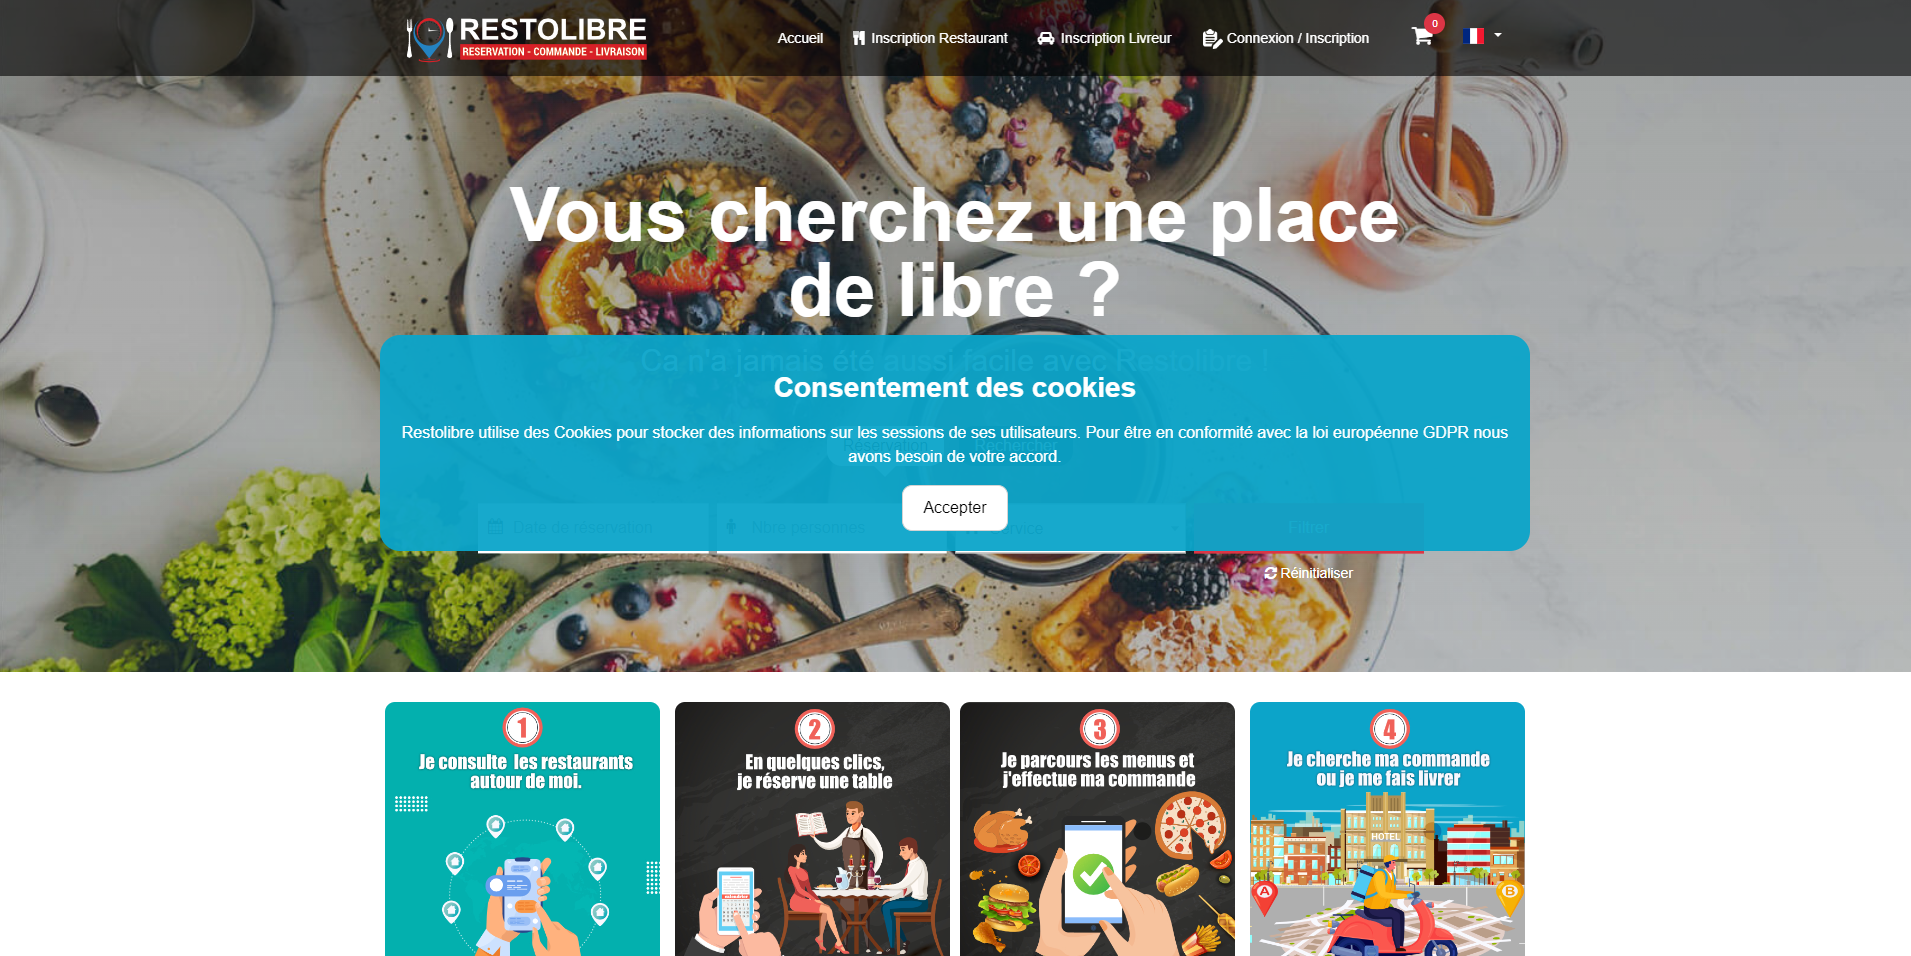 RESTOLIBRE
RESERVATION - COMMANDE - LIVRAISON
Accueil
Inscription Restaurant
Inscription Livreur
Connexion / Inscription
0
Vous cherchez une place
de libre ?
Ca n'a jamais été aussi facile avec Restolibre !
Consentement des cookies
Restolibre utilise des Cookies pour stocker des informations sur les sessions de ses utilisateurs. Pour être en conformité avec la loi européenne GDPR nous
avons besoin de votre accord.
Accepter
Date de réservation
Nbre personnes
Filtrer
Réinitialiser
1
Je consulte les restaurants
autour de moi.
2
En quelques clics,
je réserve une table
3
Je parcours les menus et
j'effectue ma commande
4
Je cherche ma commande
ou je me fais livrer
HOTEL
A
B